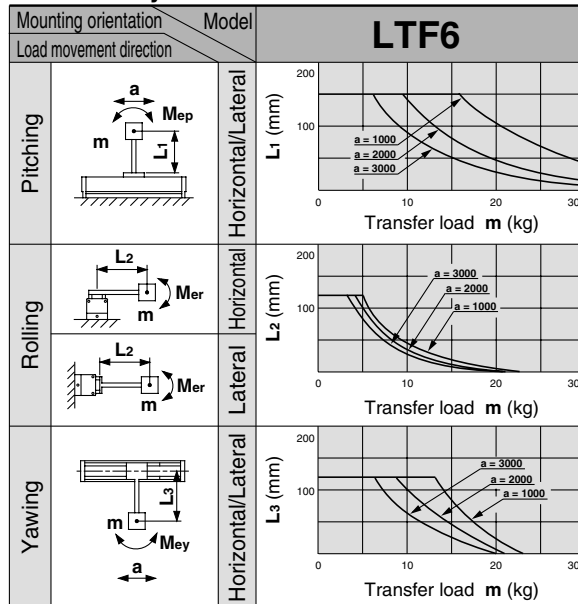 Mounting orientation Model
Load movement direction
LTF6
Pitching
a
Mep
m
L1
Horizontal/Lateral
L1 (mm)
200
100
a = 1000
a = 2000
a = 3000
0 10 20 30
Transfer load m (kg)
Rolling
L2
Mer
m
Horizontal
L2
Mer
m
Lateral
L2 (mm)
200
100
a = 3000
a = 2000
a = 1000
0 10 20 30
Transfer load m (kg)
Yawing
L3
m
Mey
a
Horizontal/Lateral
L3 (mm)
200
100
a = 3000
a = 2000
a = 1000
0 10 20 30
Transfer load m (kg)